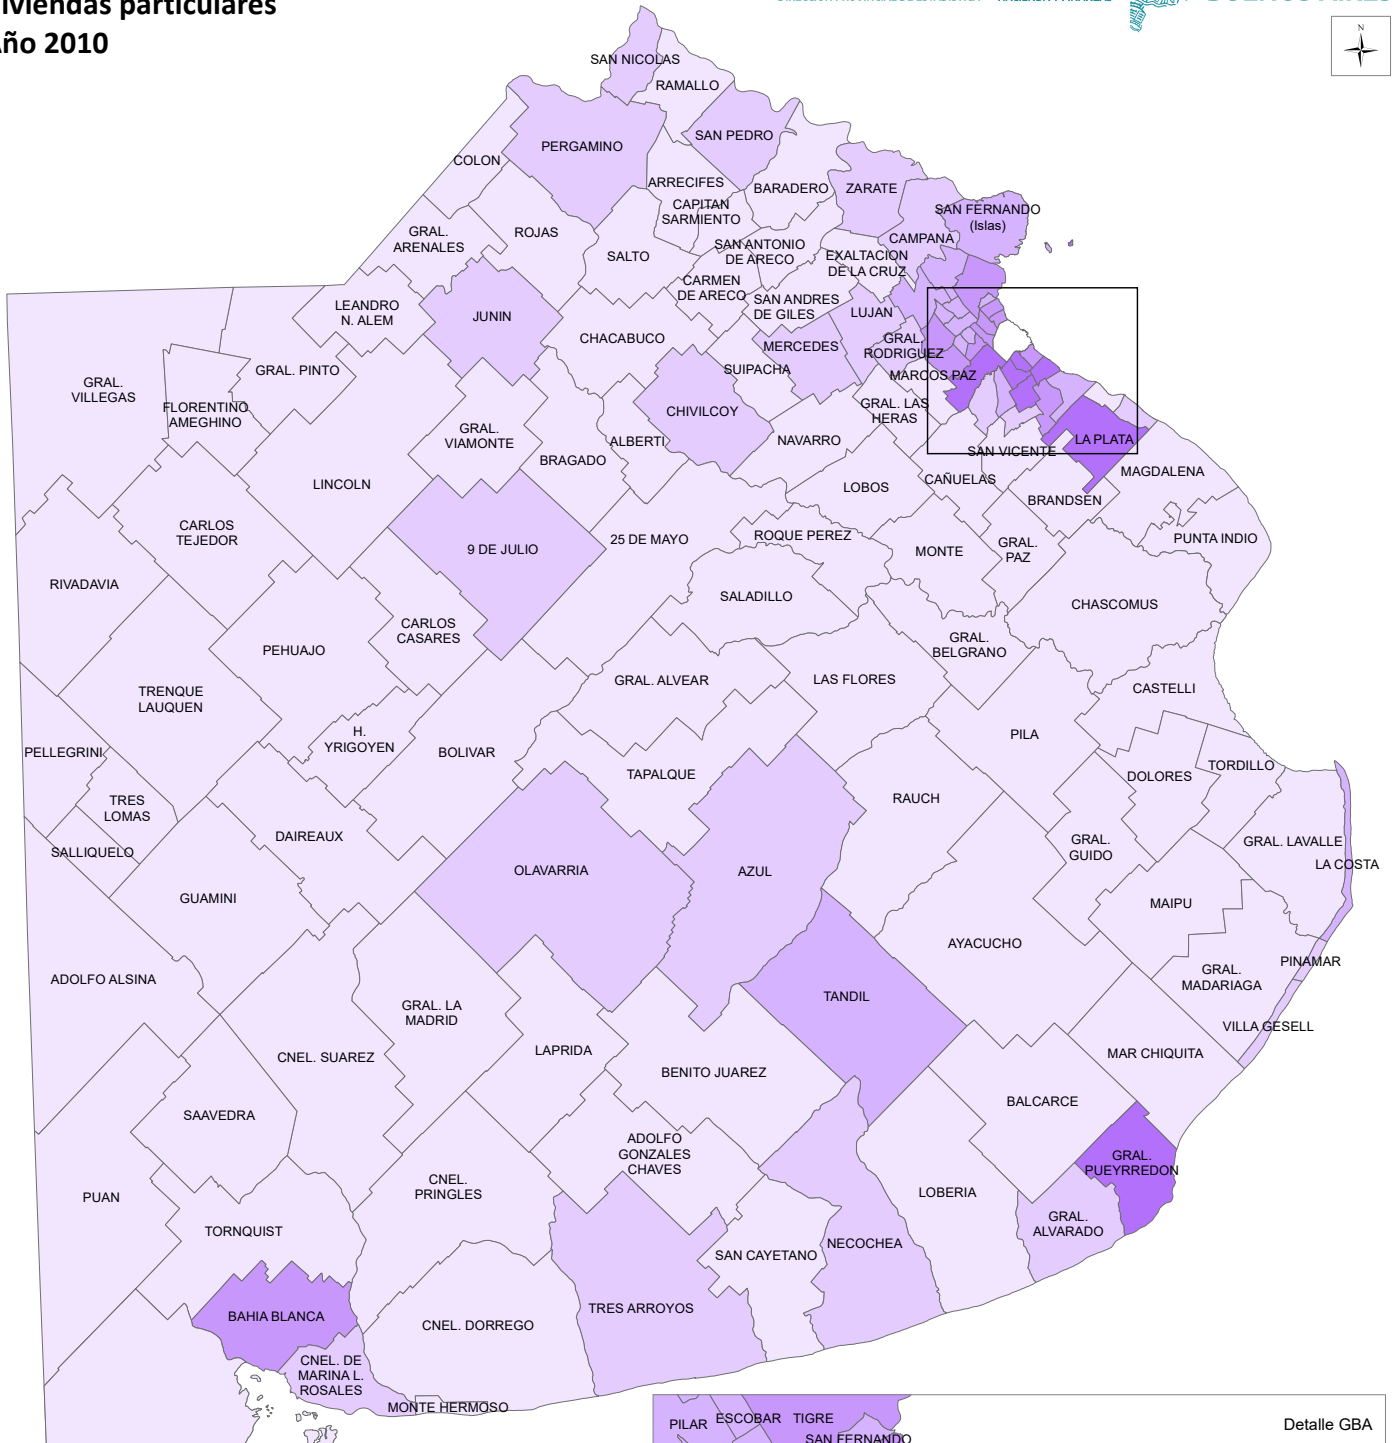 viviendas particulares
Año 2010
BUENOS AIRES
N
SAN NICOLAS
RAMALLO
PERGAMINO
SAN PEDRO
COLON
ARRECIFES
BARADERO
ZARATE
CAPITAN
SARMIENTO
SAN FERNANDO
(Islas)
GRAL.
ARENALES
ROJAS
CAMPANA
SALTO
SAN ANTONIO
DE ARECO
EXALTACION
DE LA CRUZ
CARMEN
DE ARECO
SAN ANDRES
DE GILES
LEANDRO
N. ALEM
JUNIN
LUJAN
CHACABUCO
MERCEDES
GRAL.
RODRIGUEZ
SUIPACHA
GRAL. PINTO
MARCOS PAZ
GRAL.
VILLEGAS
FLORENTINO
AMEGHINO
CHIVILCOY
GRAL. LAS
HERAS
GRAL.
VIAMONTE
ALBERTI
NAVARRO
LA PLATA
BRAGADO
SAN VICENTE
MAGDALENA
LINCOLN
LOBOS
CAÑUELAS
BRANDSEN
CARLOS
TEJEDOR
9 DE JULIO
25 DE MAYO
ROQUE PEREZ
MONTE
GRAL.
PAZ
PUNTA INDIO
RIVADAVIA
SALADILLO
CHASCOMUS
CARLOS
CASARES
PEHUAJO
GRAL.
BELGRANO
TRENQUE
LAUQUEN
GRAL. ALVEAR
LAS FLORES
CASTELLI
H.
YRIGOYEN
PILA
PELLEGRINI
BOLIVAR
TAPALQUE
DOLORES
TORDILLO
TRES
LOMAS
RAUCH
DAIREAUX
SALLIQUELO
GRAL.
GUIDO
GRAL. LAVALLE
LA COSTA
OLAVARRIA
AZUL
GUAMINI
MAIPU
AYACUCHO
ADOLFO ALSINA
GRAL.
MADARIAGA
PINAMAR
TANDIL
GRAL. LA
MADRID
VILLA GESELL
CNEL. SUAREZ
LAPRIDA
MAR CHIQUITA
BENITO JUAREZ
SAAVEDRA
BALCARCE
ADOLFO
GONZALES
CHAVES
GRAL.
PUEYRREDON
PUAN
CNEL.
PRINGLES
LOBERIA
TORNQUIST
GRAL.
ALVARADO
NECOCHEA
SAN CAYETANO
BAHIA BLANCA
TRES ARROYOS
CNEL. DORREGO
CNEL. DE
MARINA L.
ROSALES
MONTE HERMOSO
PILAR
ESCOBAR
TIGRE
SAN FERNANDO
Detalle GBA